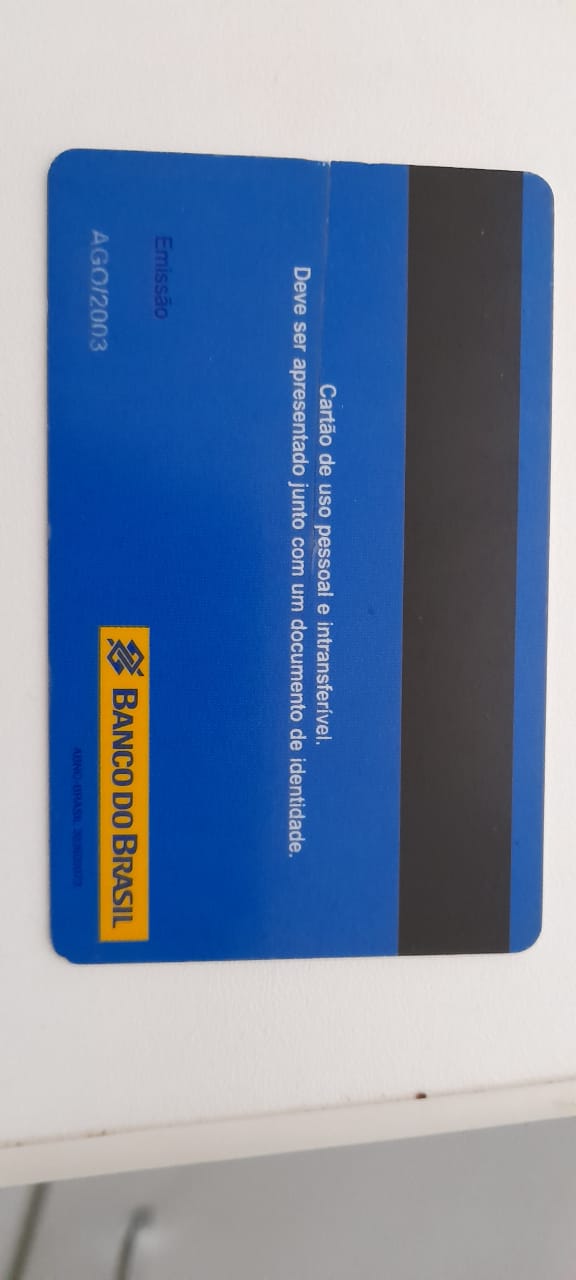 Cartão de uso pessoal e intransferível.
Deve ser apresentado junto com um documento de identidade.
Emissão
AGO/2003
BANCO DO BRASIL